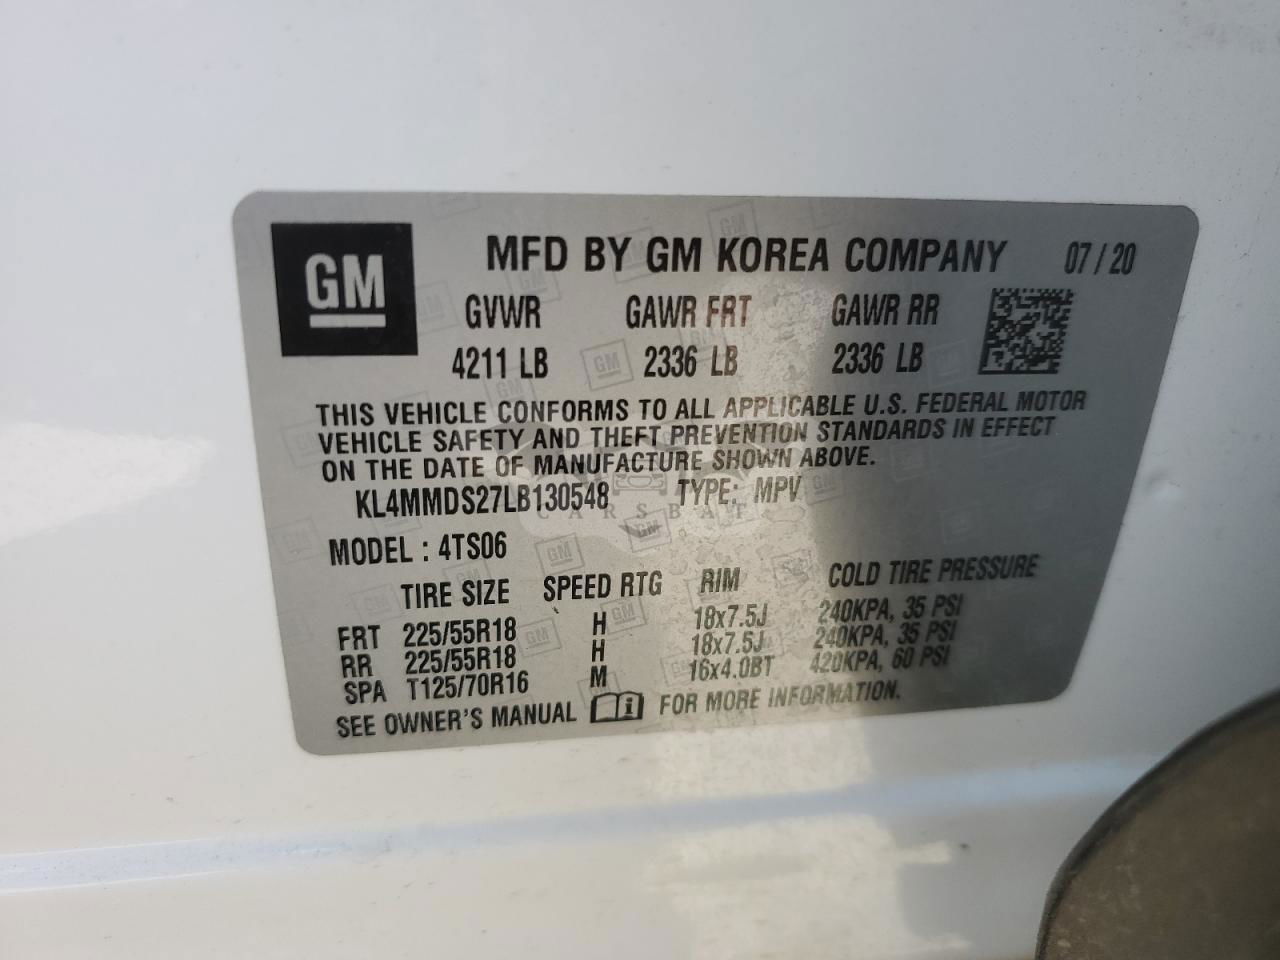 GM MFD BY GM KOREA COMPANY 07/20
GVWR GAWR FRT GAWR RR
4211 LB 2336 LB 2336 LB
THIS VEHICLE CONFORMS TO ALL APPLICABLE U.S. FEDERAL MOTOR
VEHICLE SAFETY AND THEFT PREVENTION STANDARDS IN EFFECT
ON THE DATE OF MANUFACTURE SHOWN ABOVE.
KL4MMDS27LB130548 TYPE: MPV
MODEL : 4TS06
TIRE SIZE SPEED RTG RIM COLD TIRE PRESSURE
FRT 225/55R18 H 18x7.5J 240KPA, 35 PSI
RR 225/55R18 H 18x7.5J 240KPA, 35 PSI
SPA T125/70R16 M 16x4.0BT 420KPA, 60 PSI
SEE OWNER'S MANUAL FOR MORE INFORMATION.